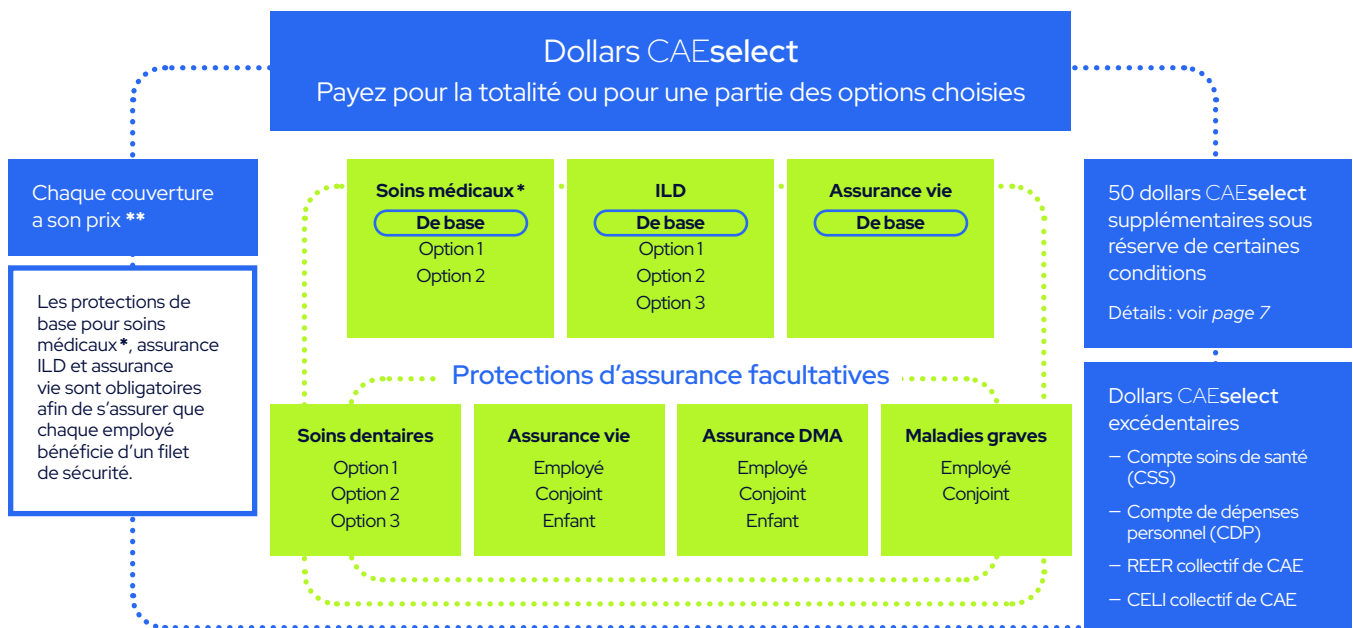 Dollars CAEselect
Payez pour la totalité ou pour une partie des options choisies
Chaque couverture
a son prix **
Les protections de
base pour soins
médicaux*, assurance
ILD et assurance
vie sont obligatoires
afin de s’assurer que
chaque employé
bénéficie d’un filet
de sécurité.
Soins médicaux*
De base
Option 1
Option 2
ILD
De base
Option 1
Option 2
Option 3
Assurance vie
De base
Protections d’assurance facultatives
Soins dentaires
Option 1
Option 2
Option 3
Assurance vie
Employé
Conjoint
Enfant
Assurance DMA
Employé
Conjoint
Enfant
Maladies graves
Employé
Conjoint
50 dollars CAEselect
supplémentaires sous
réserve de certaines
conditions
Détails : voir page 7
Dollars CAEselect
excédentaires
– Compte soins de santé
(CSS)
– Compte de dépenses
personnel (CDP)
– REER collectif de CAE
– CELI collectif de CAE